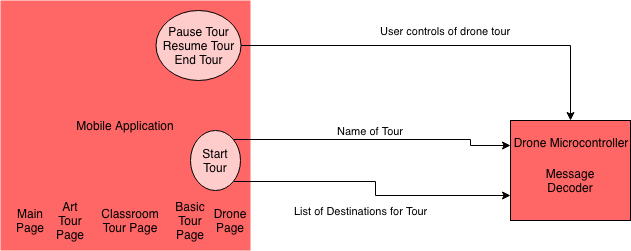 Pause Tour
Resume Tour
End Tour
User controls of drone tour
Mobile Application
Name of Tour
Start
Tour
Drone Microcontroller
Message
Decoder
List of Destinations for Tour
Main
Page
Art
Tour
Page
Classroom
Tour Page
Basic
Tour
Page
Drone
Page